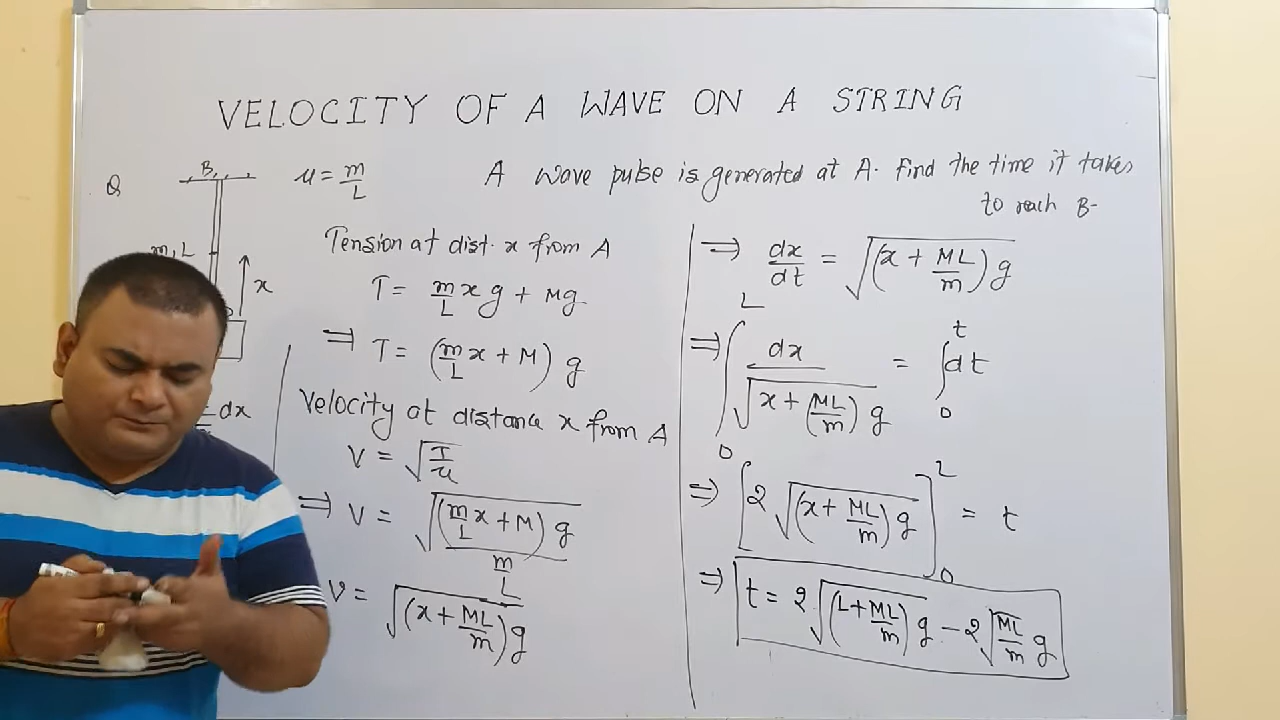 VELOCITY OF A WAVE ON A STRING
Q
B
m, L
x
= dx
u = m/L
A wave pulse is generated at A. Find the time it takes
to reach B-
Tension at dist. x from A
T = m/L x g + Mg
⇒ T = (m/L x + M) g
Velocity at distance x from A
V = √(T/u)
⇒ V = √((m/L x + M) g / (m/L))
V = √((x + ML/m) g)
⇒ dx/dt = √((x + ML/m) g)
⇒ ∫₀ᴸ dx / √(x + (ML/m) g) = ∫₀ᵗ dt
⇒ [2 √((x + ML/m) g)]₀ᴸ = t
⇒ t = 2 √((L + ML/m) g) - 2 √(ML/m g)